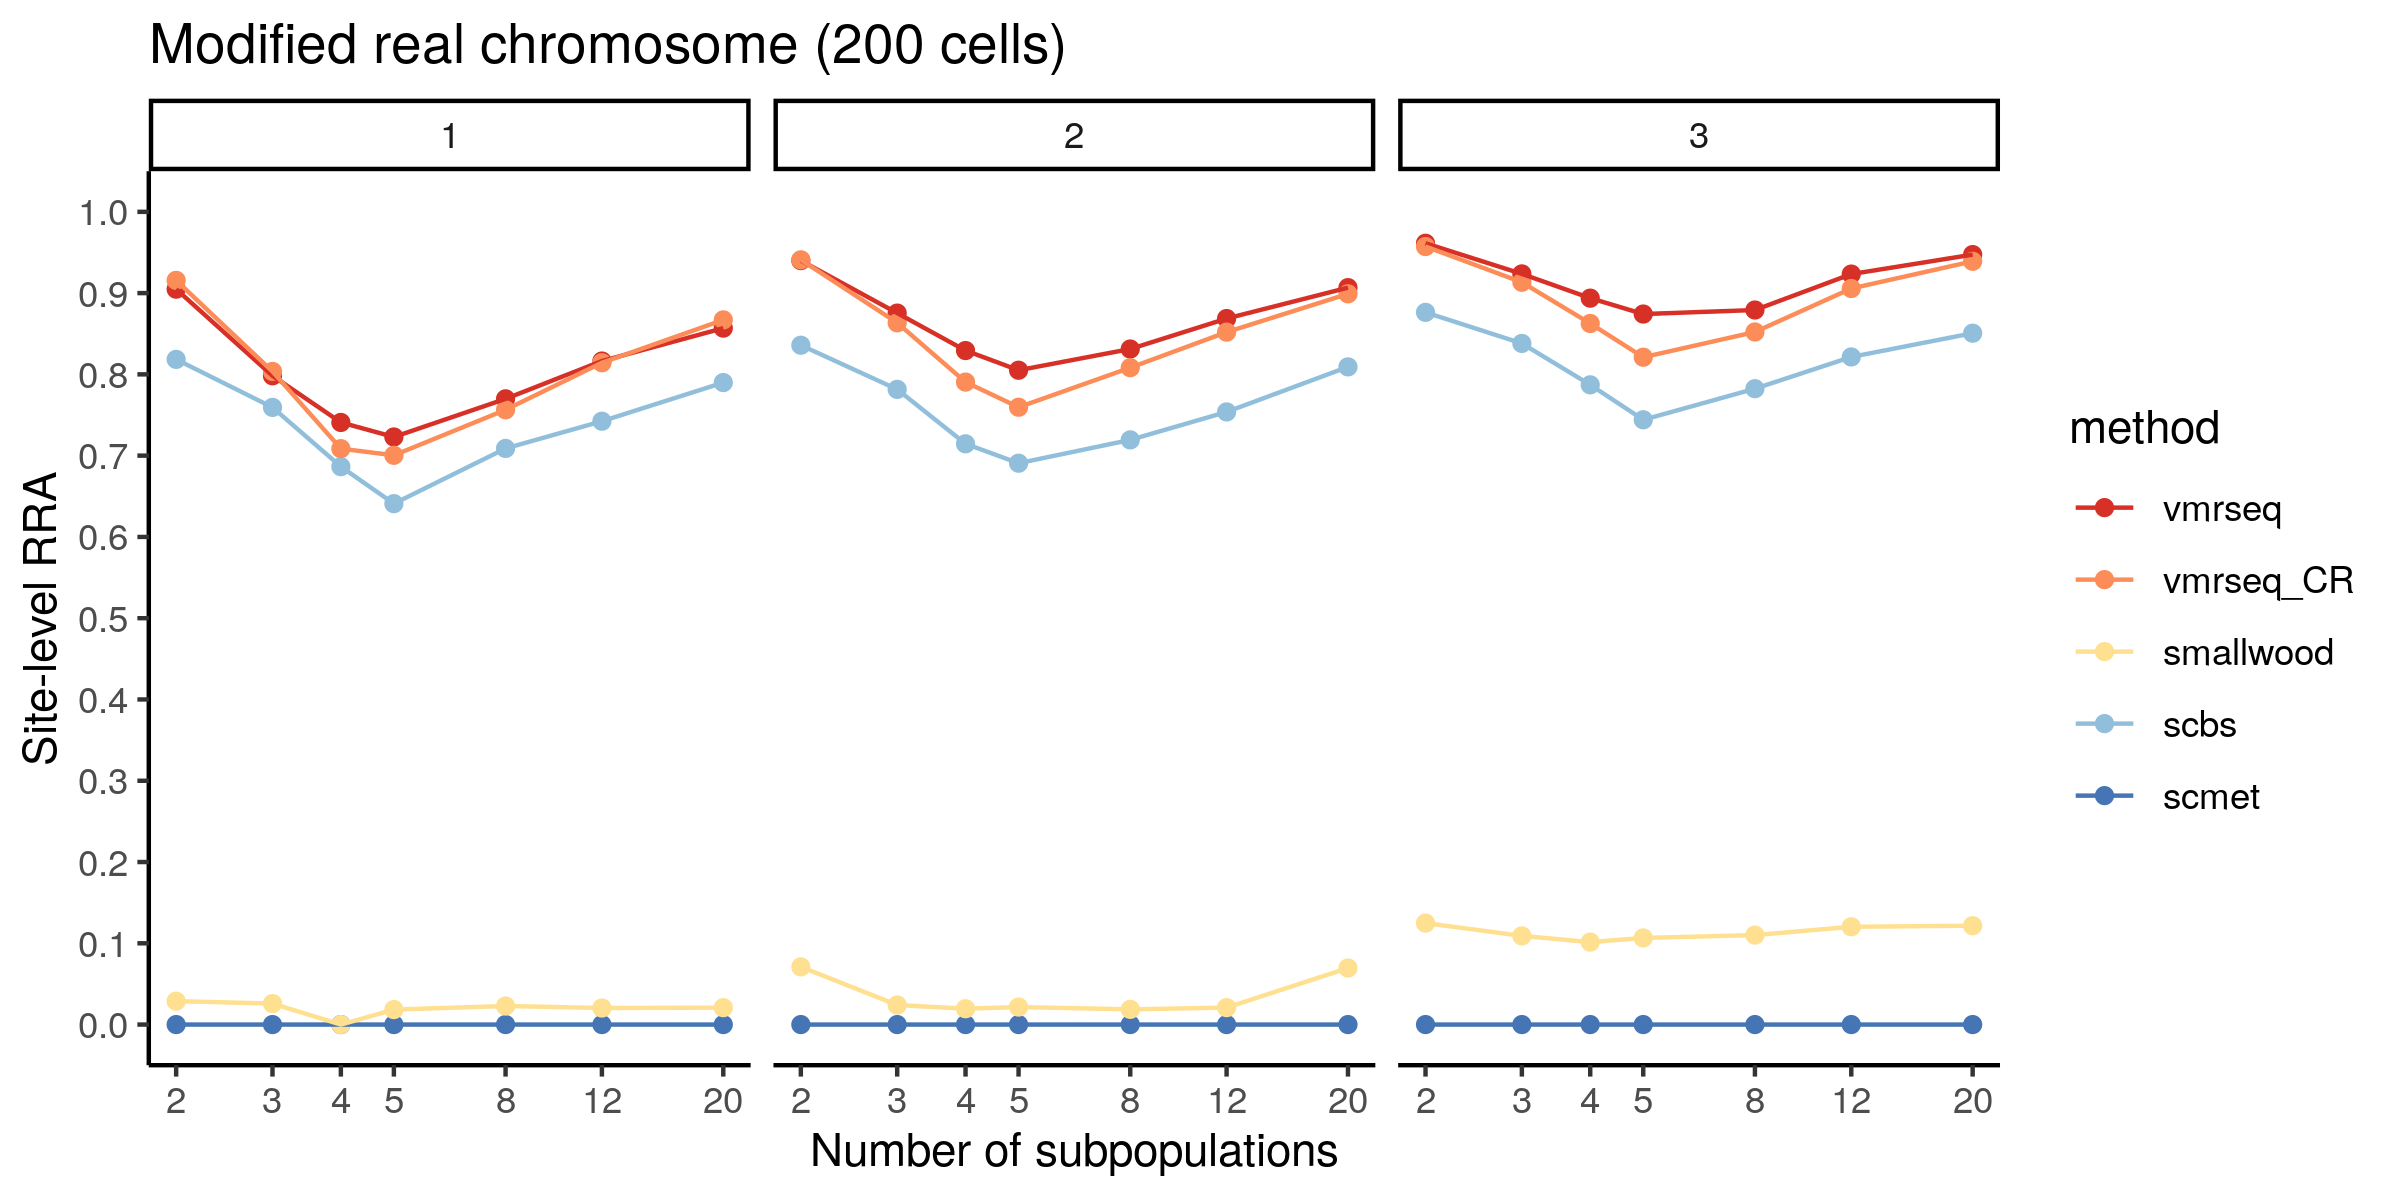 Modified real chromosome (200 cells)
1 2 3
1.0
0.9
0.8
0.7
0.6
0.5
0.4
0.3
0.2
0.1
0.0
Site-level RRA
2 3 4 5 8 12 20 2 3 4 5 8 12 20 2 3 4 5 8 12 20
Number of subpopulations
method
vmrseq
vmrseq_CR
smallwood
scbs
scmet